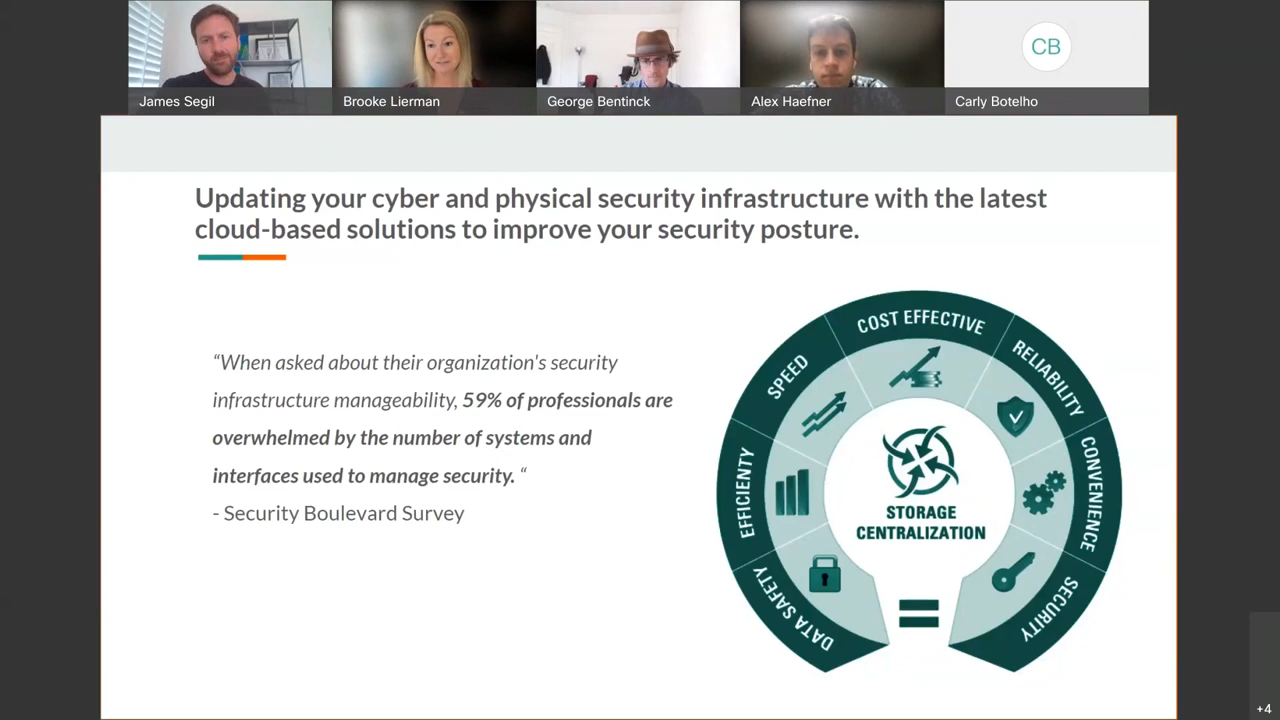 James Segil
Brooke Lierman
George Bentinck
Alex Haefner
CB
Carly Botelho
Updating your cyber and physical security infrastructure with the latest
cloud-based solutions to improve your security posture.
“When asked about their organization's security
infrastructure manageability, 59% of professionals are
overwhelmed by the number of systems and
interfaces used to manage security. “
- Security Boulevard Survey
DATA SAFETY
EFFICIENTY
SPEED
COST EFFECTIVE
RELIABILITY
CONVENIENCE
SECURITY
STORAGE
CENTRALIZATION
+4